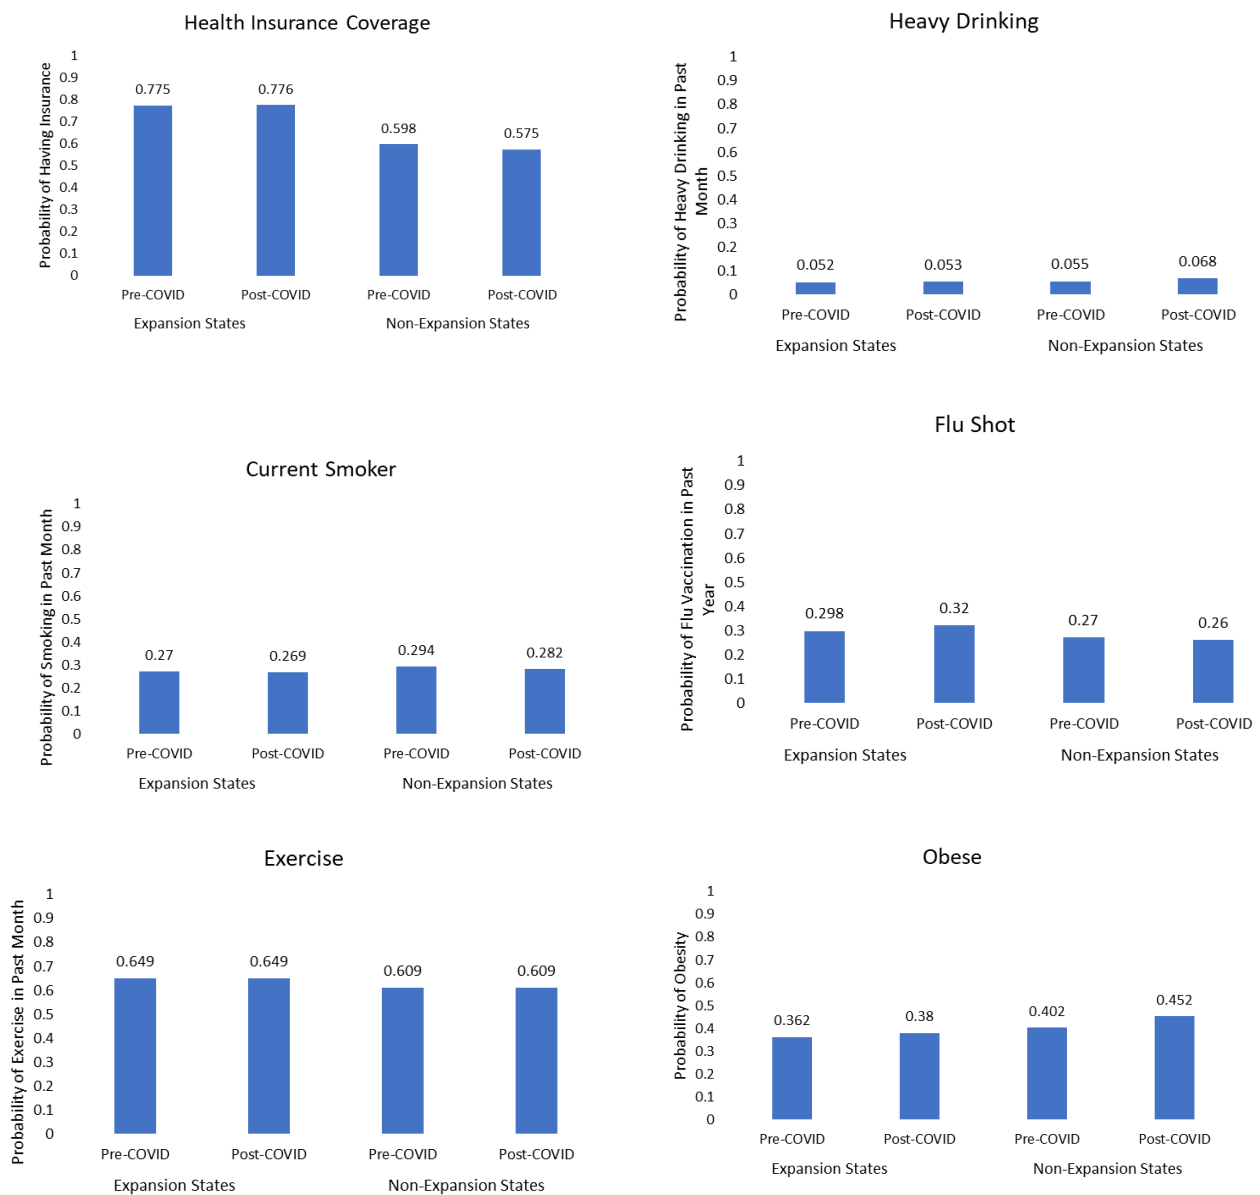 Health Insurance Coverage
Probability of Having Insurance
1
0.9
0.8
0.7
0.6
0.5
0.4
0.3
0.2
0.1
0
0.775
0.776
0.598
0.575
Pre-COVID
Post-COVID
Pre-COVID
Post-COVID
Expansion States
Non-Expansion States
Heavy Drinking
Probability of Heavy Drinking in Past
Month
1
0.9
0.8
0.7
0.6
0.5
0.4
0.3
0.2
0.1
0
0.052
0.053
0.055
0.068
Pre-COVID
Post-COVID
Pre-COVID
Post-COVID
Expansion States
Non-Expansion States
Current Smoker
Probability of Smoking in Past Month
1
0.9
0.8
0.7
0.6
0.5
0.4
0.3
0.2
0.1
0
0.27
0.269
0.294
0.282
Pre-COVID
Post-COVID
Pre-COVID
Post-COVID
Expansion States
Non-Expansion States
Flu Shot
Probability of Flu Vaccination in Past
Year
1
0.9
0.8
0.7
0.6
0.5
0.4
0.3
0.2
0.1
0
0.298
0.32
0.27
0.26
Pre-COVID
Post-COVID
Pre-COVID
Post-COVID
Expansion States
Non-Expansion States
Exercise
Probability of Exercise in Past Month
1
0.9
0.8
0.7
0.6
0.5
0.4
0.3
0.2
0.1
0
0.649
0.649
0.609
0.609
Pre-COVID
Post-COVID
Pre-COVID
Post-COVID
Expansion States
Non-Expansion States
Obese
Probability of Obesity
1
0.9
0.8
0.7
0.6
0.5
0.4
0.3
0.2
0.1
0
0.362
0.38
0.402
0.452
Pre-COVID
Post-COVID
Pre-COVID
Post-COVID
Expansion States
Non-Expansion States